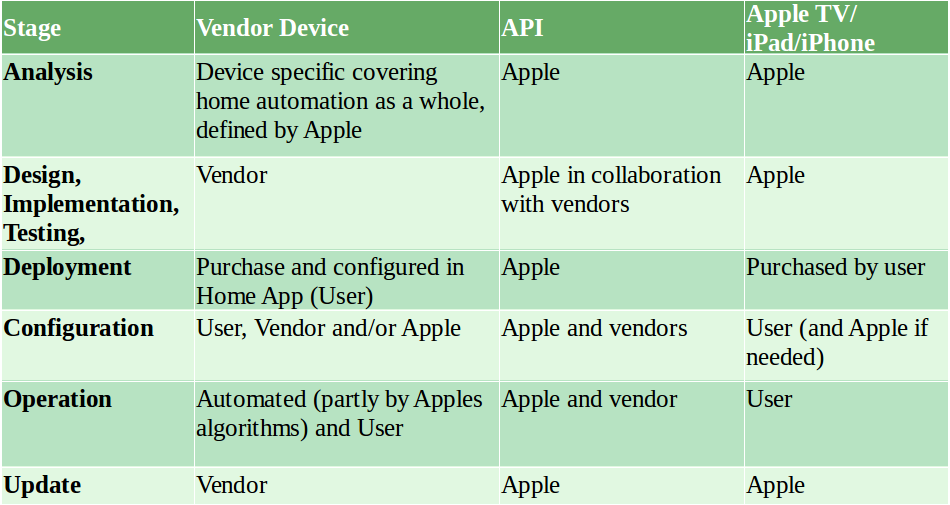 Stage
Vendor Device
API
Apple TV/
iPad/iPhone
Analysis
Device specific covering
home automation as a whole,
defined by Apple
Apple
Apple
Design,
Implementation,
Testing,
Vendor
Apple in collaboration
with vendors
Apple
Deployment
Purchase and configured in
Home App (User)
Apple
Purchased by user
Configuration
User, Vendor and/or Apple
Apple and vendors
User (and Apple if
needed)
Operation
Automated (partly by Apples
algorithms) and User
Apple and vendor
User
Update
Vendor
Apple
Apple